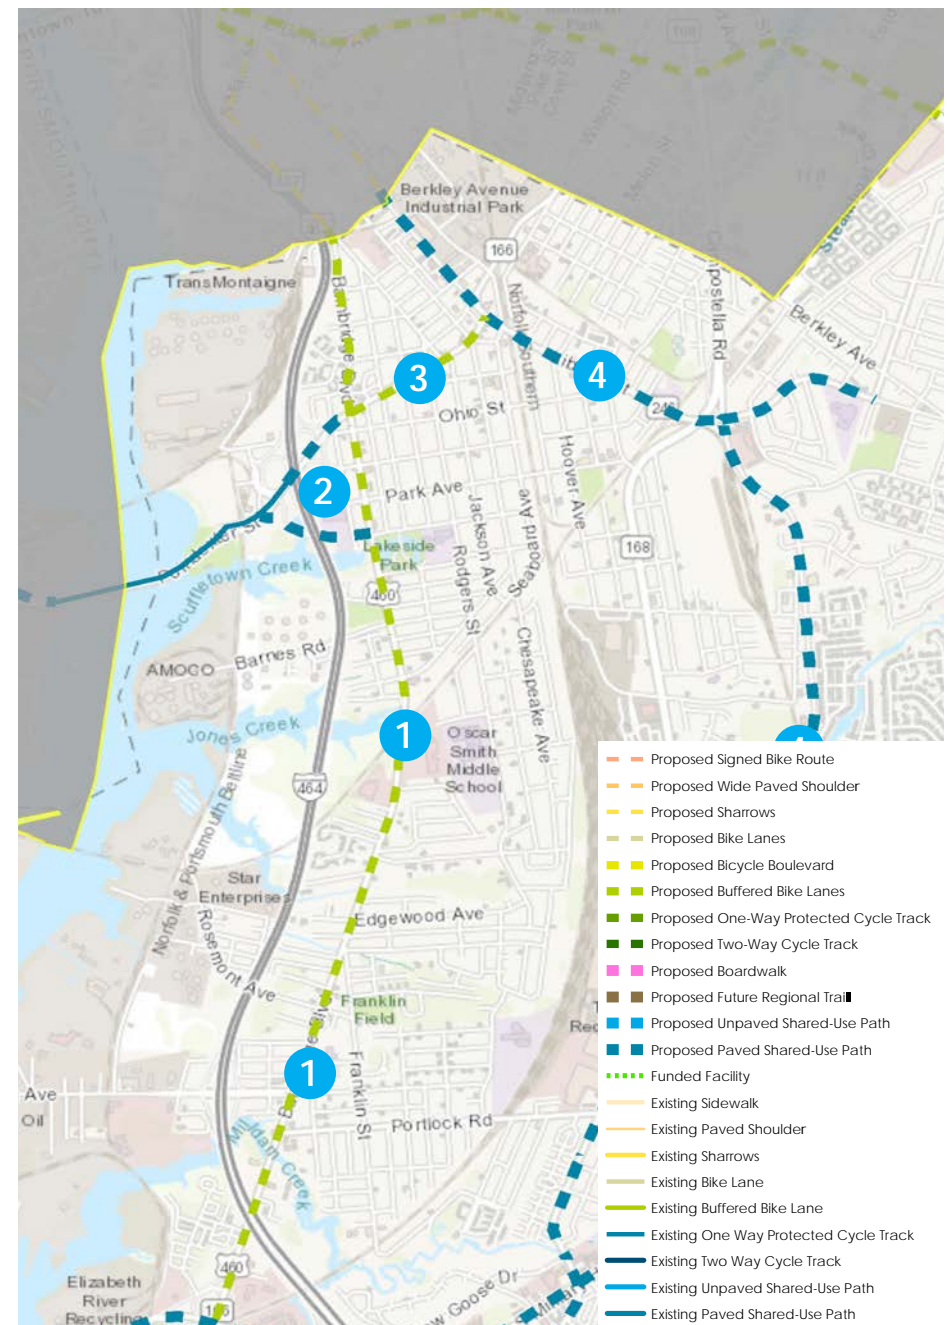 Berkley Avenue
Industrial Park
166
TransMontaigne
Norfolk Southern
Berkley Ave
3
4
Ohio St
246
Hoover Ave
2
Park Ave
Jackson Ave
Seaboard Ave
Lakeside
Park
168
Rodgers St
Scuffletown Creek
460
Barnes Rd
AMOCO
Chesapeake Ave
1
Jones Creek
Oscar
Smith
Middle
School
464
Norfolk & Portsmouth Beltline
Star
Enterprises
Edgewood Ave
Rosemont Ave
Franklin
Field
1
Franklin St
Ave
Oil
Portlock Rd
Milldam Creek
460
Elizabeth
River
Recycling
Goose Dr
Proposed Signed Bike Route
Proposed Wide Paved Shoulder
Proposed Sharrows
Proposed Bike Lanes
Proposed Bicycle Boulevard
Proposed Buffered Bike Lanes
Proposed One-Way Protected Cycle Track
Proposed Two-Way Cycle Track
Proposed Boardwalk
Proposed Future Regional Trail
Proposed Unpaved Shared-Use Path
Proposed Paved Shared-Use Path
Funded Facility
Existing Sidewalk
Existing Paved Shoulder
Existing Sharrows
Existing Bike Lane
Existing Buffered Bike Lane
Existing One Way Protected Cycle Track
Existing Two Way Cycle Track
Existing Unpaved Shared-Use Path
Existing Paved Shared-Use Path